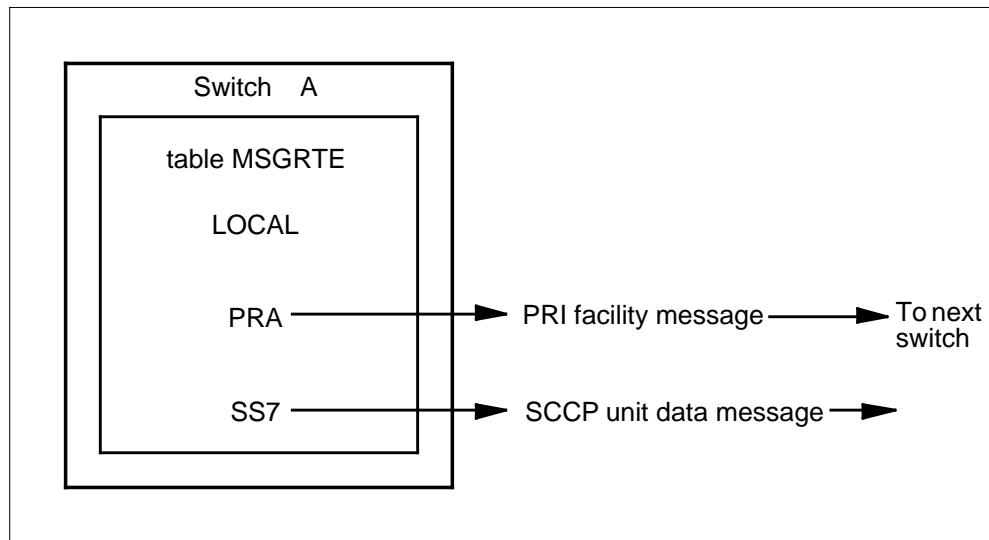 Switch A
table MSGRTE
LOCAL
PRA
PRI facility message
To next
switch
SS7
SCCP unit data message